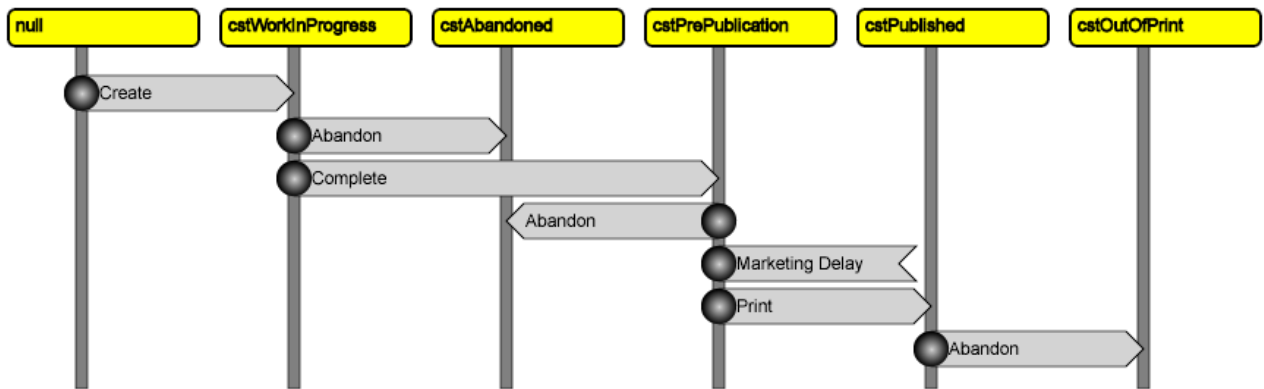 null
cstWorkInProgress
cstAbandoned
cstPrePublication
cstPublished
cstOutOfPrint
Create
Abandon
Complete
Abandon
Marketing Delay
Print
Abandon